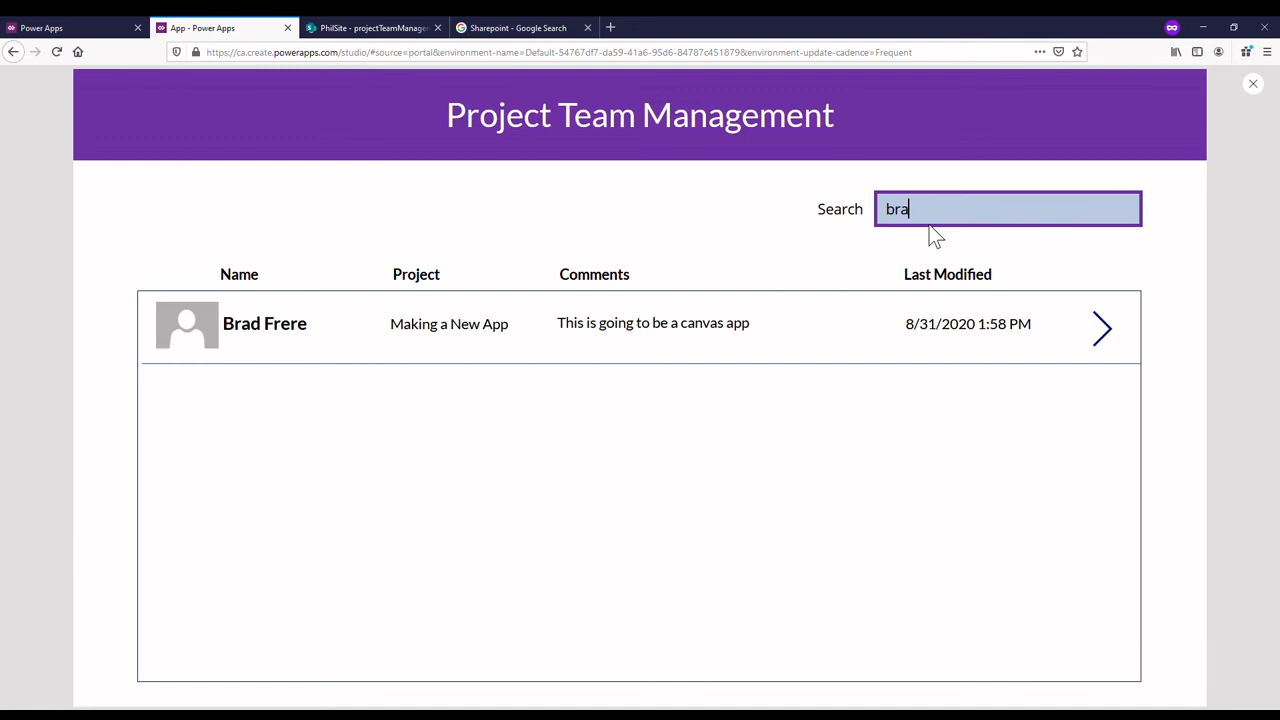 Power Apps
App - Power Apps
PhilSite - projectTeamManagem
Sharepoint - Google Search
https://ca.create.powerapps.com/studio/#source=portal&environment-name=Default-54767df7-da59-41a6-95d6-84787c451879&environment-update-cadence=Frequent
Project Team Management
Search bra
Name Project Comments Last Modified
Brad Frere Making a New App This is going to be a canvas app 8/31/2020 1:58 PM